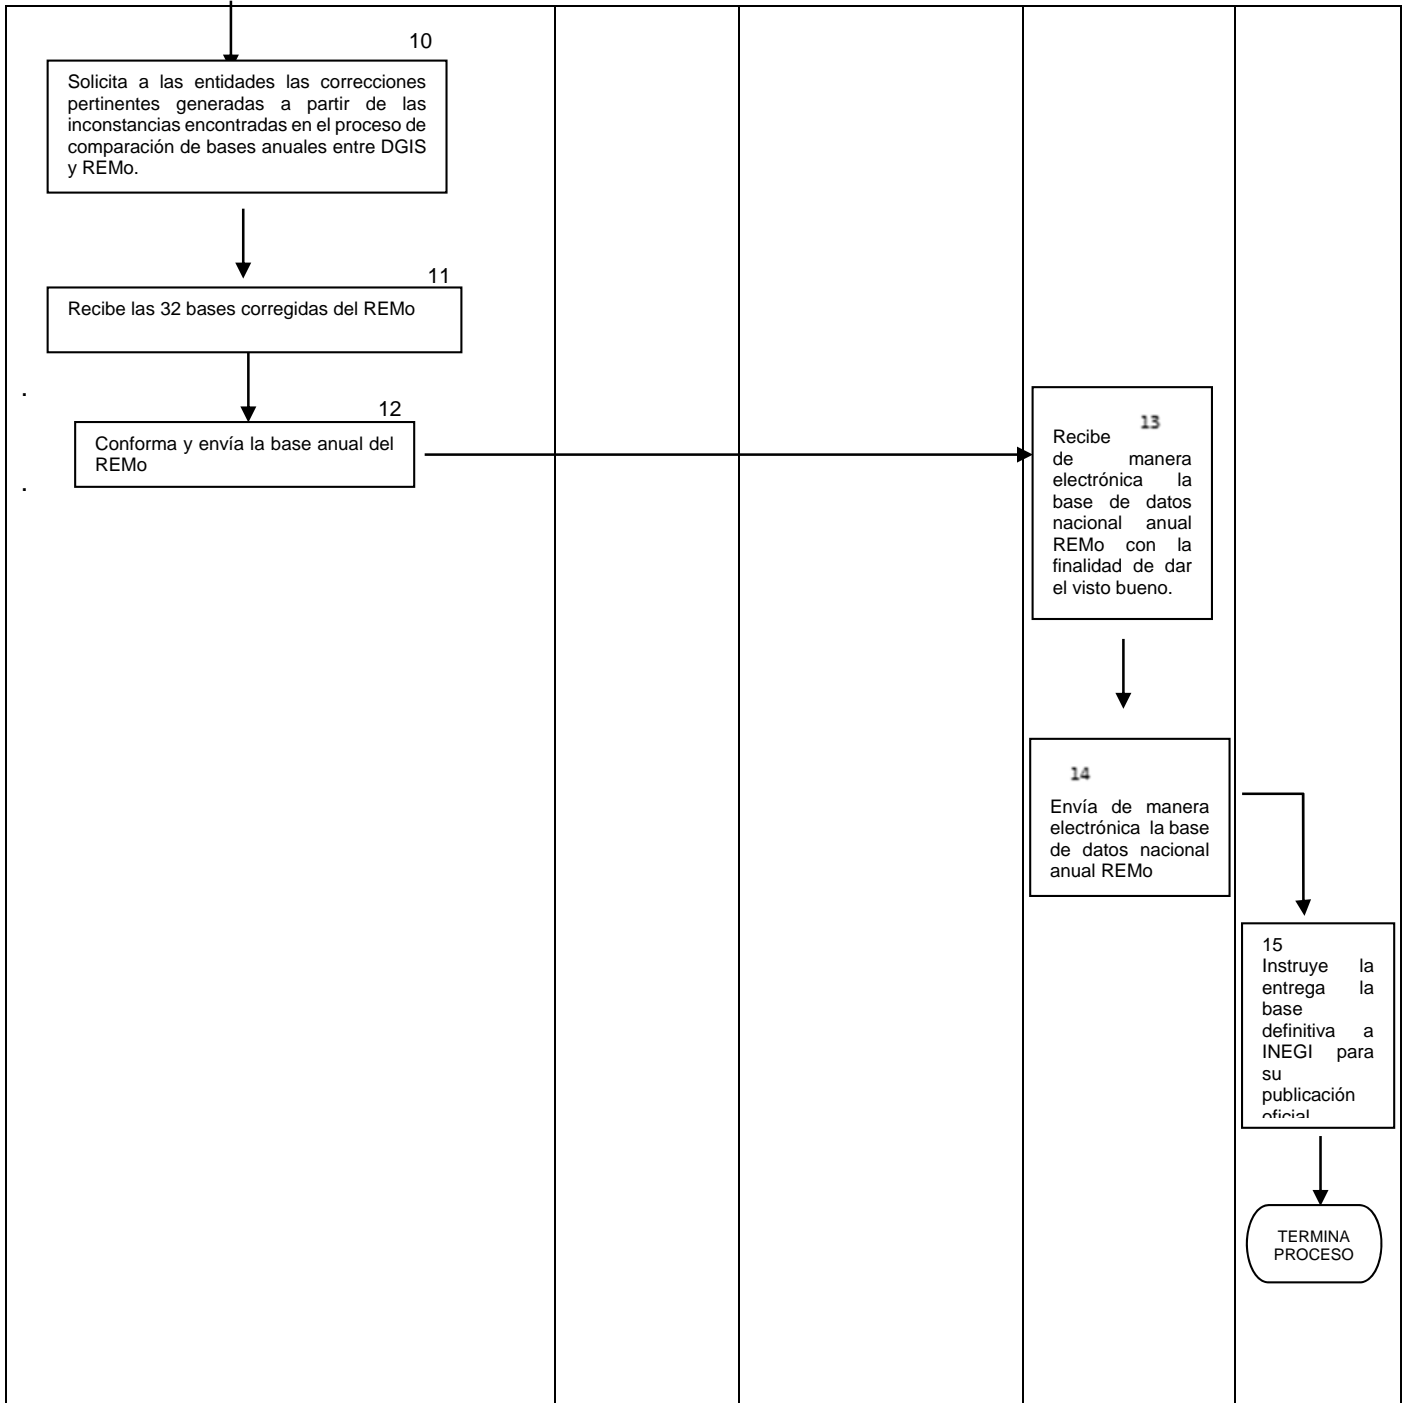 10
Solicita a las entidades las correcciones
pertinentes generadas a partir de las
inconstancias encontradas en el proceso de
comparación de bases anuales entre DGIS
y REMo.
11
Recibe las 32 bases corregidas del REMo
.
12
Conforma y envía la base anual del
REMo
.
13
Recibe
de manera
electrónica la
base de datos
nacional anual
REMo con la
finalidad de dar
el visto bueno.
14
Envía de manera
electrónica la base
de datos nacional
anual REMo
15
Instruye la
entrega la
base
definitiva a
INEGI para
su
publicación
oficial
TERMINA
PROCESO